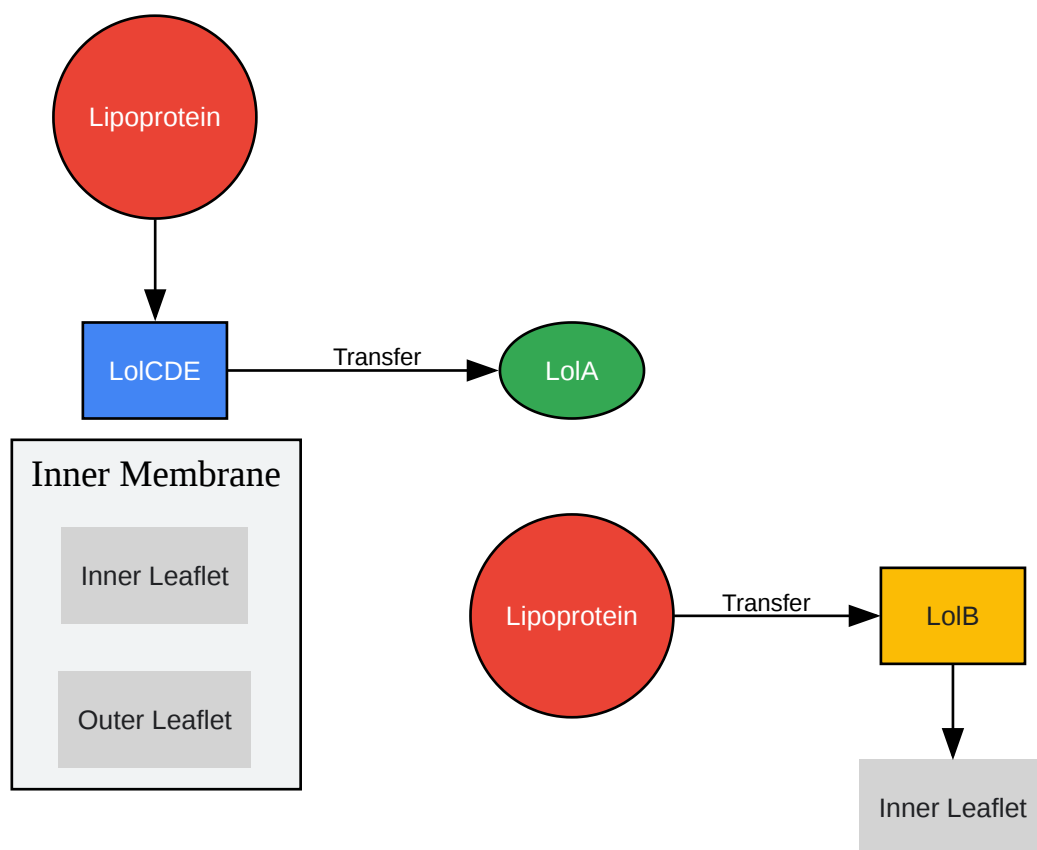 Lipoprotein
LolCDE
Transfer
LolA
Inner Membrane
Inner Leaflet
Outer Leaflet
Lipoprotein
Transfer
LolB
Inner Leaflet